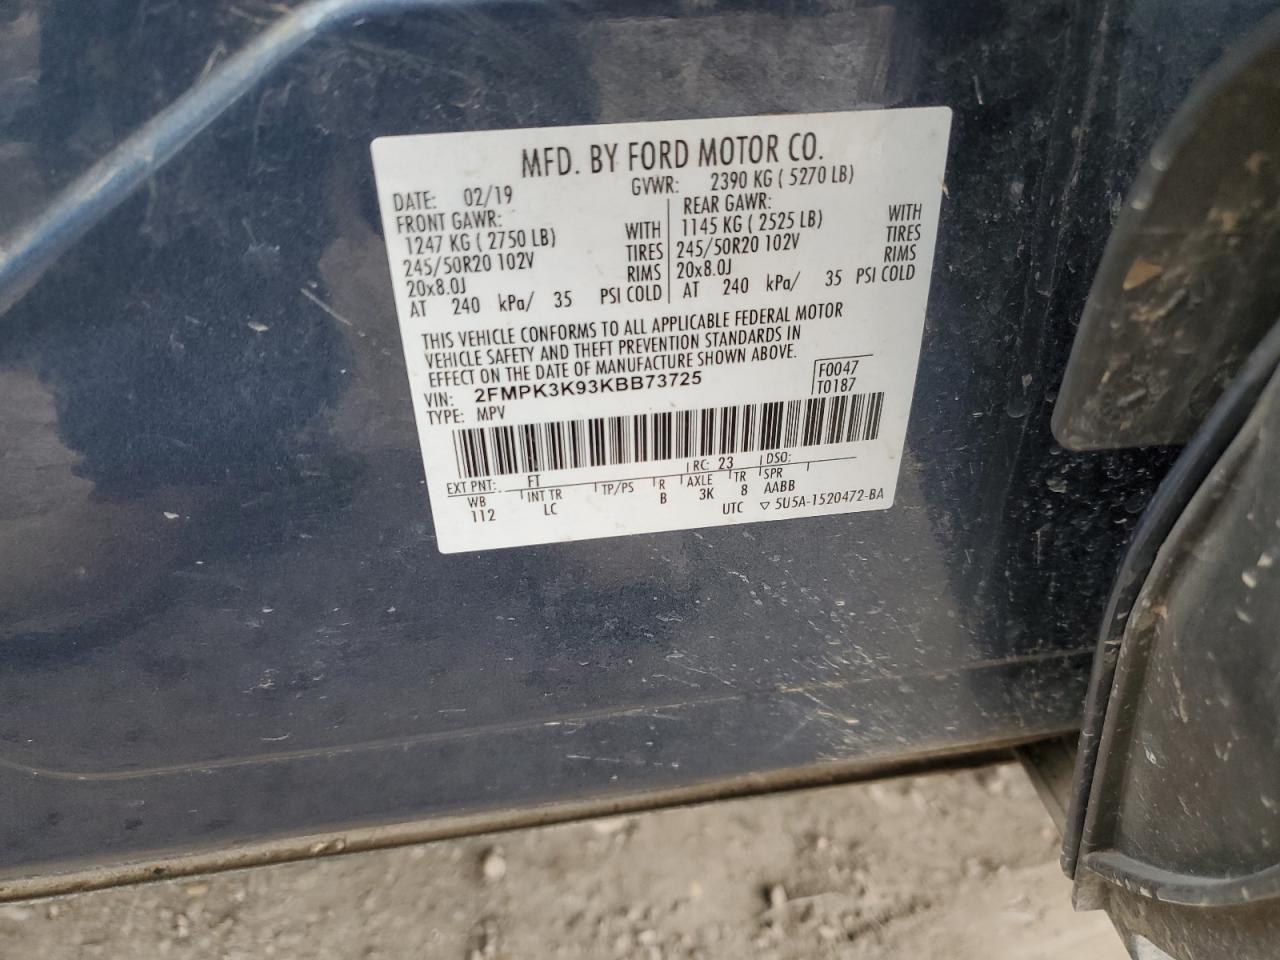 MFD. BY FORD MOTOR CO.
DATE: 02/19 GVWR: 2390 KG ( 5270 LB)
FRONT GAWR: REAR GAWR:
1247 KG ( 2750 LB) WITH 1145 KG ( 2525 LB) WITH
245/50R20 102V TIRES 245/50R20 102V TIRES
20x8.0J RIMS 20x8.0J RIMS
AT 240 kPa/ 35 PSI COLD AT 240 kPa/ 35 PSI COLD
THIS VEHICLE CONFORMS TO ALL APPLICABLE FEDERAL MOTOR
VEHICLE SAFETY AND THEFT PREVENTION STANDARDS IN
EFFECT ON THE DATE OF MANUFACTURE SHOWN ABOVE.
VIN: 2FMPK3K93KBB73725 F0047
TYPE: MPV T0187
EXT PNT: FT RC: 23 DSO:
WB INT TR TP/PS R AXLE TR SPR
112 LC B 3K 8 AABB
UTC ▽ 5U5A-1520472-BA